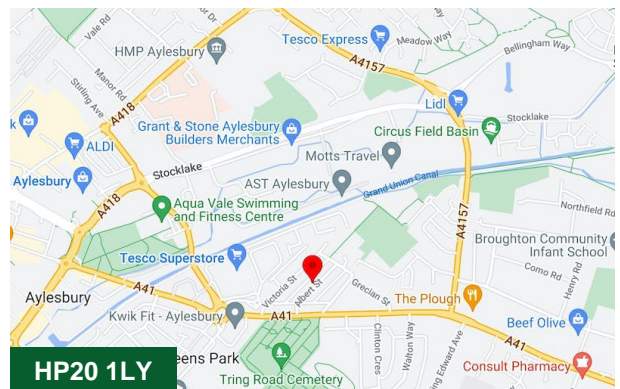 Vale Rd
HMP Aylesbury
Tesco Express
Meadow Way
Bellingham Way
A4157
Manor Rd
Stirling Ave
A418
Lidl
Stocklake
ALDI
Grant & Stone Aylesbury
Builders Merchants
Circus Field Basin
Stocklake
Motts Travel
Aylesbury
AST Aylesbury
Grand Union Canal
A418
Aqua Vale Swimming
and Fitness Centre
Northfield Rd
A4157
Broughton Community
Infant School
Tesco Superstore
Como Rd
Henry Rd
Victoria St
Albert St
Grecian St
Aylesbury
A41
The Plough
Kwik Fit - Aylesbury
A41
Beef Olive
Clinton Cres
Walton Way
A41
Tring Road Cemetery
Consult Pharmacy
HP20 1LY